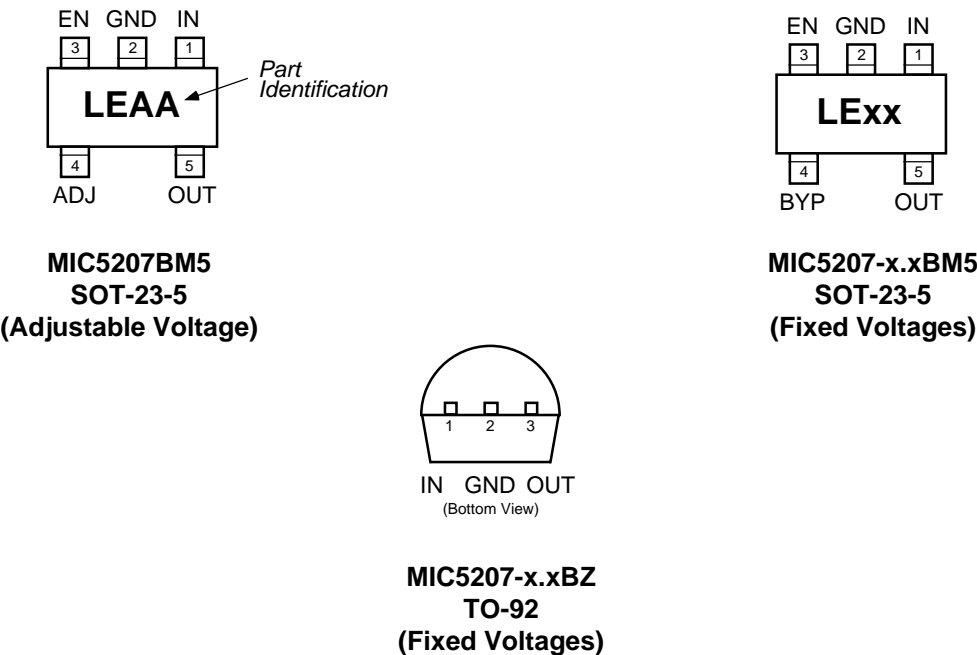 EN GND IN
3 2 1
LEAA
Part
Identification
4 5
ADJ OUT
MIC5207BM5
SOT-23-5
(Adjustable Voltage)
EN GND IN
3 2 1
LExx
4 5
BYP OUT
MIC5207-x.xBM5
SOT-23-5
(Fixed Voltages)
1 2 3
IN GND OUT
(Bottom View)
MIC5207-x.xBZ
TO-92
(Fixed Voltages)